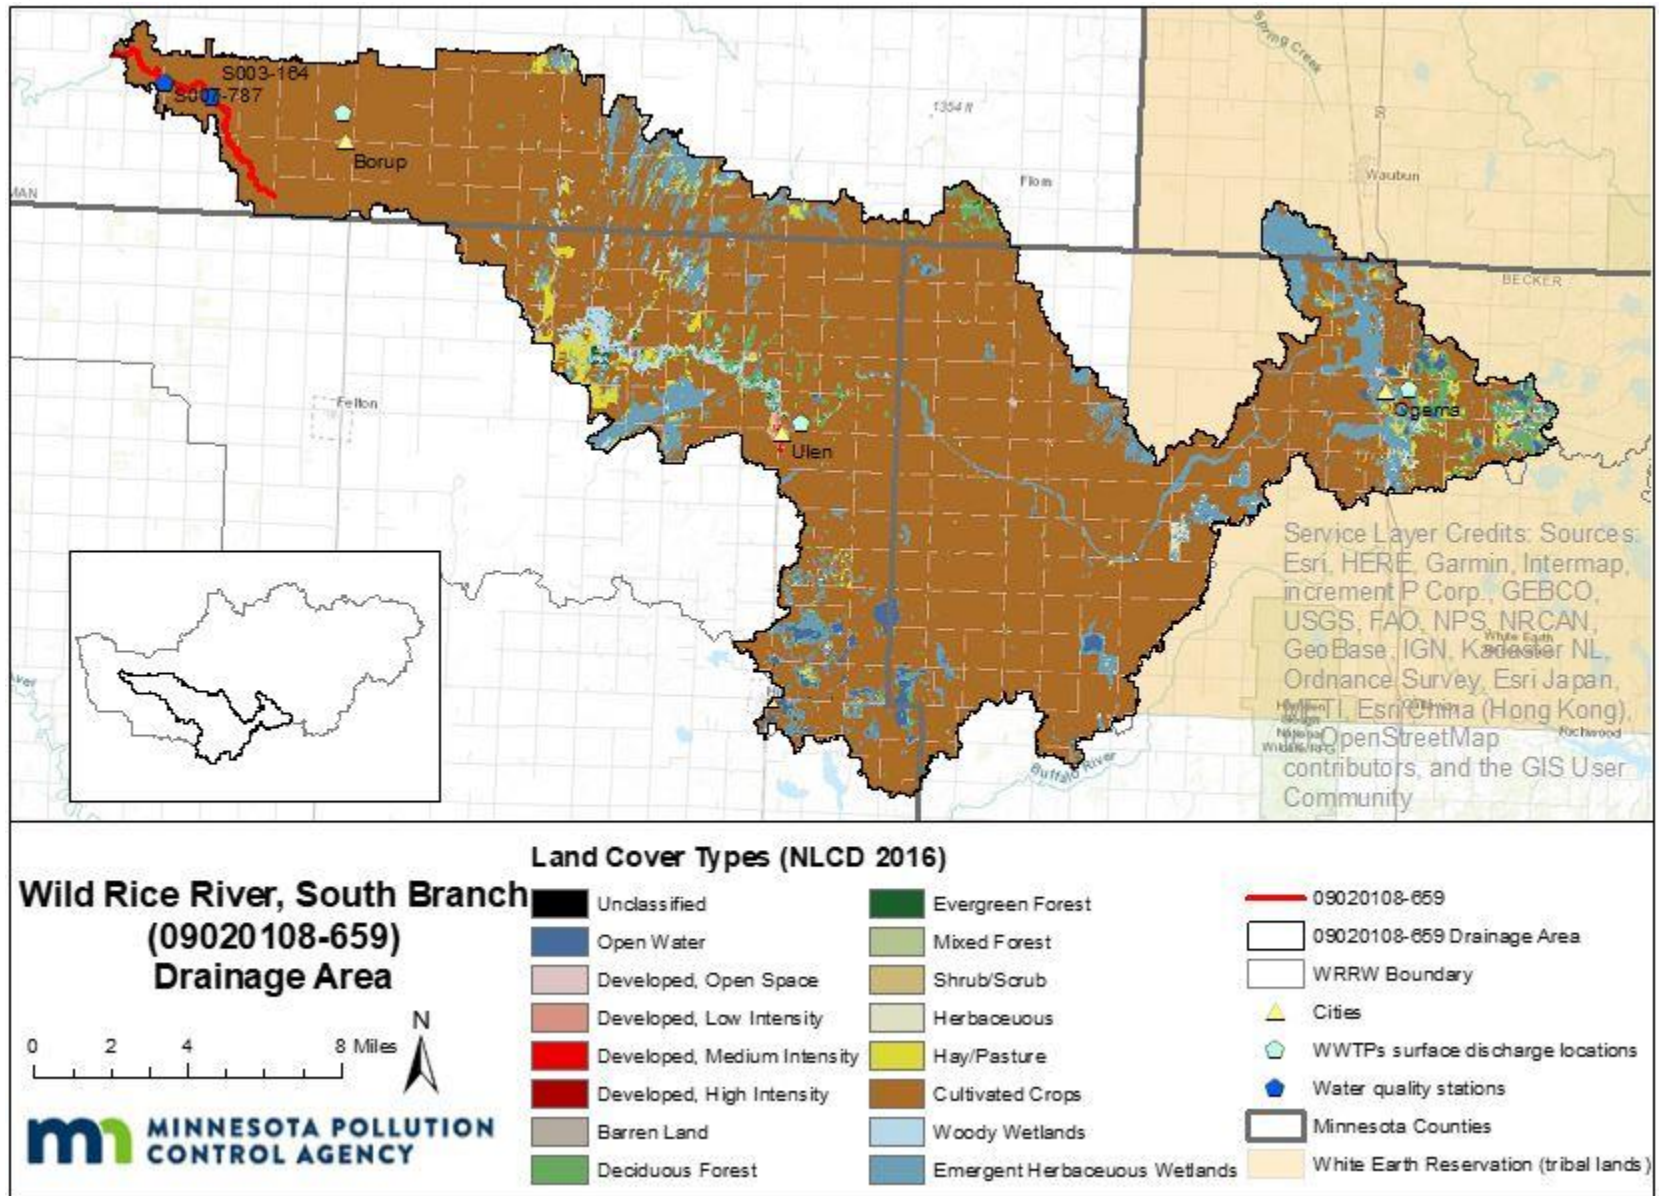 Spring Creek
1354 ft
S003-164
S007-787
Borup
MAN
Flom
Waubun
BECKER
Felton
Ulen
Ogema
Service Layer Credits: Sources:
Esri, HERE, Garmin, Intermap,
increment P Corp., GEBCO,
USGS, FAO, NPS, NRCAN,
GeoBase, IGN, Kadaster NL,
Ordnance Survey, Esri Japan,
METI, Esri China (Hong Kong),
OpenStreetMap
contributors, and the GIS User
Community
White Earth
Richwood
Buffalo River
Wild Rice River, South Branch
(09020108-659)
Drainage Area
N
0 2 4 8 Miles
MINNESOTA POLLUTION
CONTROL AGENCY
Land Cover Types (NLCD 2016)
Unclassified
Open Water
Developed, Open Space
Developed, Low Intensity
Developed, Medium Intensity
Developed, High Intensity
Barren Land
Deciduous Forest
Evergreen Forest
Mixed Forest
Shrub/Scrub
Herbaceuous
Hay/Pasture
Cultivated Crops
Woody Wetlands
Emergent Herbaceuous Wetlands
09020108-659
09020108-659 Drainage Area
WRRW Boundary
Cities
WWTPs surface discharge locations
Water quality stations
Minnesota Counties
White Earth Reservation (tribal lands)